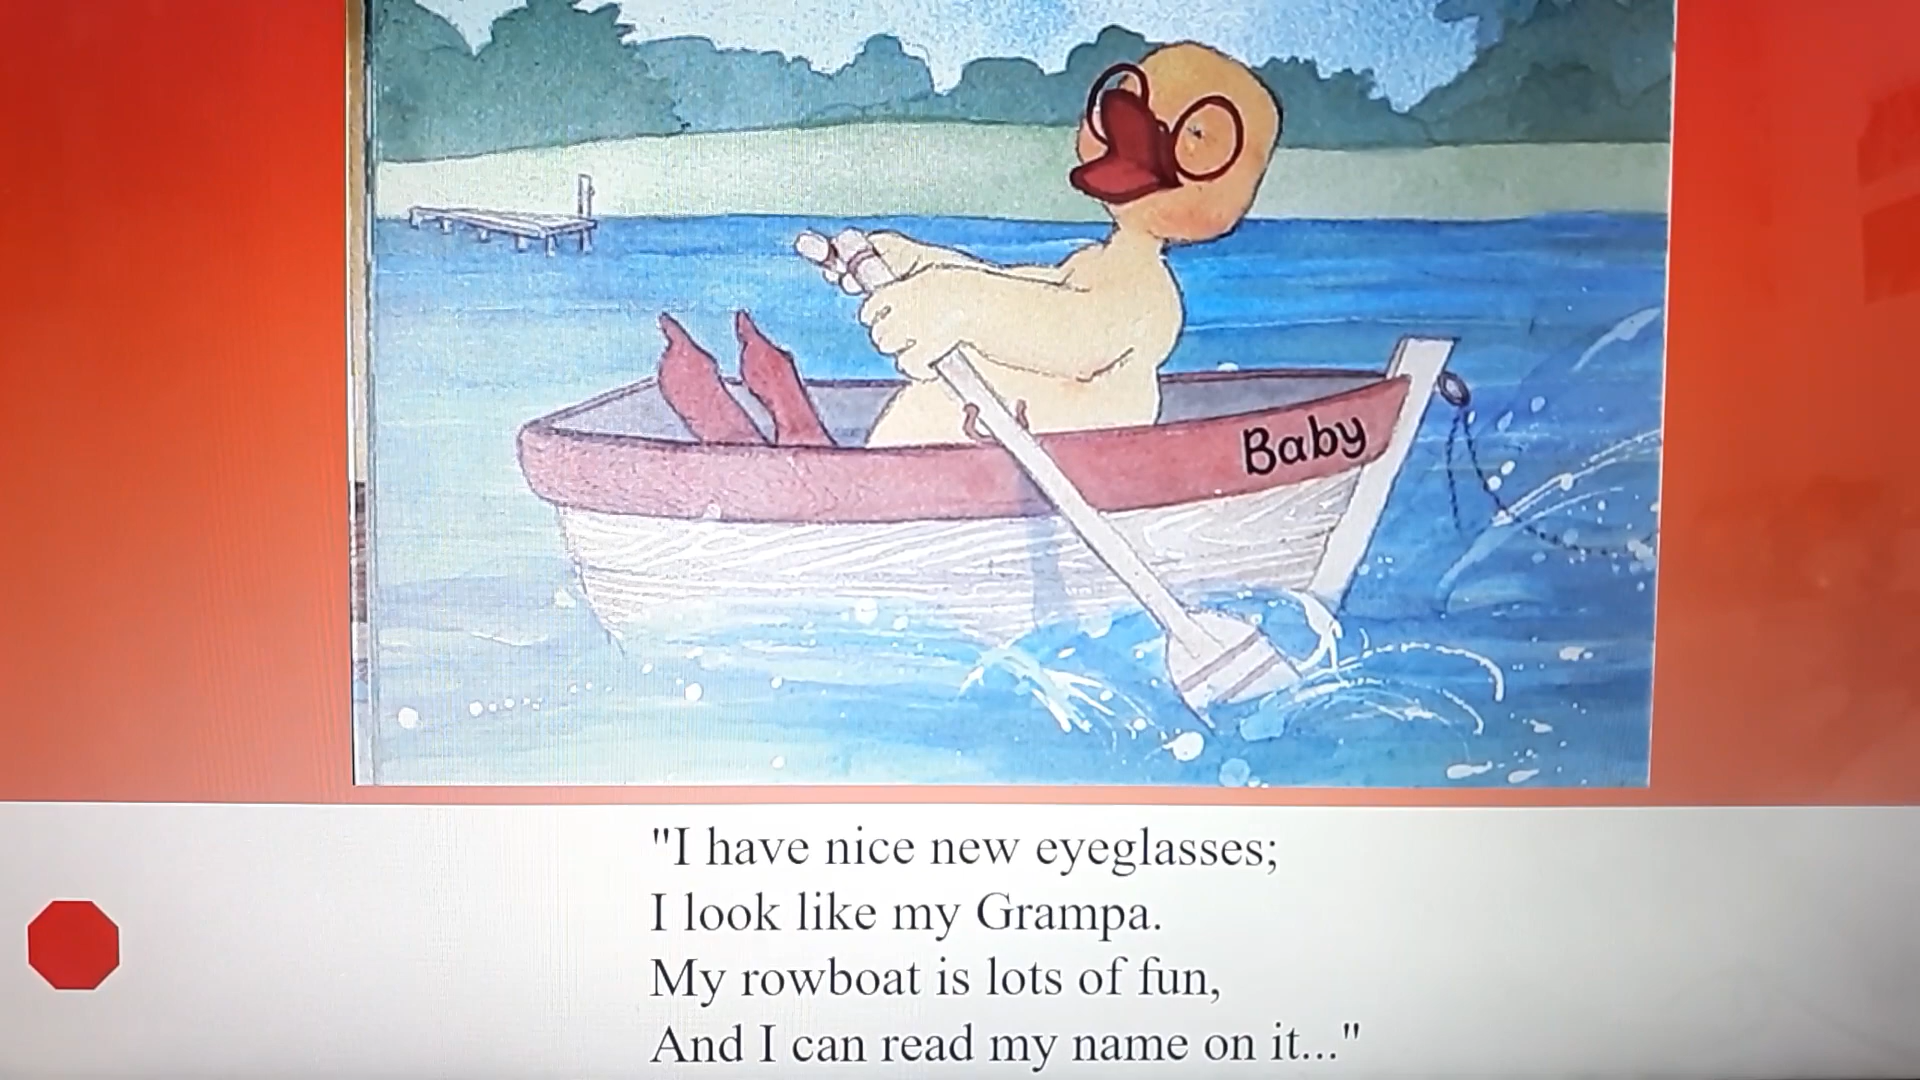 Baby
"I have nice new eyeglasses;
I look like my Grampa.
My rowboat is lots of fun,
And I can read my name on it..."